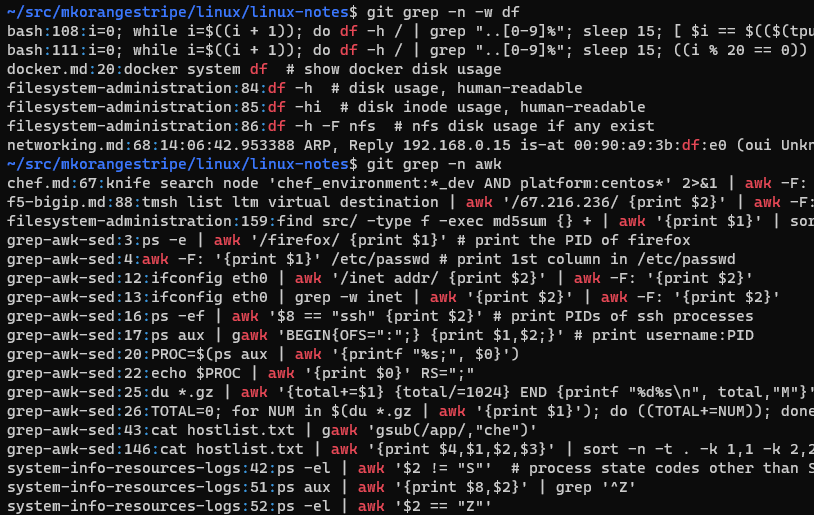 ~/src/mkorangestripe/linux/linux-notes$ git grep -n -w df
bash:108:i=0; while i=$((i + 1)); do df -h / | grep "..[0-9]%"; sleep 15; [ $i == $(($(tpu
bash:111:i=0; while i=$((i + 1)); do df -h / | grep "..[0-9]%"; sleep 15; ((i % 20 == 0))
docker.md:20:docker system df  # show docker disk usage
filesystem-administration:84:df -h  # disk usage, human-readable
filesystem-administration:85:df -hi  # disk inode usage, human-readable
filesystem-administration:86:df -h -F nfs  # nfs disk usage if any exist
networking.md:68:14:06:42.953388 ARP, Reply 192.168.0.15 is-at 00:90:a9:3b:df:e0 (oui Unkn
~/src/mkorangestripe/linux/linux-notes$ git grep -n awk
chef.md:67:knife search node 'chef_environment:*_dev AND platform:centos*' 2>&1 | awk -F:
f5-bigip.md:88:tmsh list ltm virtual destination | awk '/67.216.236/ {print $2}' | awk -F:
filesystem-administration:159:find src/ -type f -exec md5sum {} + | awk '{print $1}' | sor
grep-awk-sed:3:ps -e | awk '/firefox/ {print $1}' # print the PID of firefox
grep-awk-sed:4:awk -F: '{print $1}' /etc/passwd # print 1st column in /etc/passwd
grep-awk-sed:12:ifconfig eth0 | awk '/inet addr/ {print $2}' | awk -F: '{print $2}'
grep-awk-sed:13:ifconfig eth0 | grep -w inet | awk '{print $2}' | awk -F: '{print $2}'
grep-awk-sed:16:ps -ef | awk '$8 == "ssh" {print $2}' # print PIDs of ssh processes
grep-awk-sed:17:ps aux | gawk 'BEGIN{OFS=":";} {print $1,$2;}' # print username:PID
grep-awk-sed:20:PROC=$(ps aux | awk '{printf "%s;", $0}')
grep-awk-sed:22:echo $PROC | awk '{print $0}' RS=";"
grep-awk-sed:25:du *.gz | awk '{total+=$1} {total/=1024} END {printf "%d%s\n", total,"M"}'
grep-awk-sed:26:TOTAL=0; for NUM in $(du *.gz | awk '{print $1}'); do ((TOTAL+=NUM)); done
grep-awk-sed:43:cat hostlist.txt | gawk 'gsub(/app/,"che")'
grep-awk-sed:146:cat hostlist.txt | awk '{print $4,$1,$2,$3}' | sort -n -t . -k 1,1 -k 2,2
system-info-resources-logs:42:ps -el | awk '$2 != "S"'  # process state codes other than S
system-info-resources-logs:51:ps aux | awk '{print $8,$2}' | grep '^Z'
system-info-resources-logs:52:ps -el | awk '$2 == "Z"'